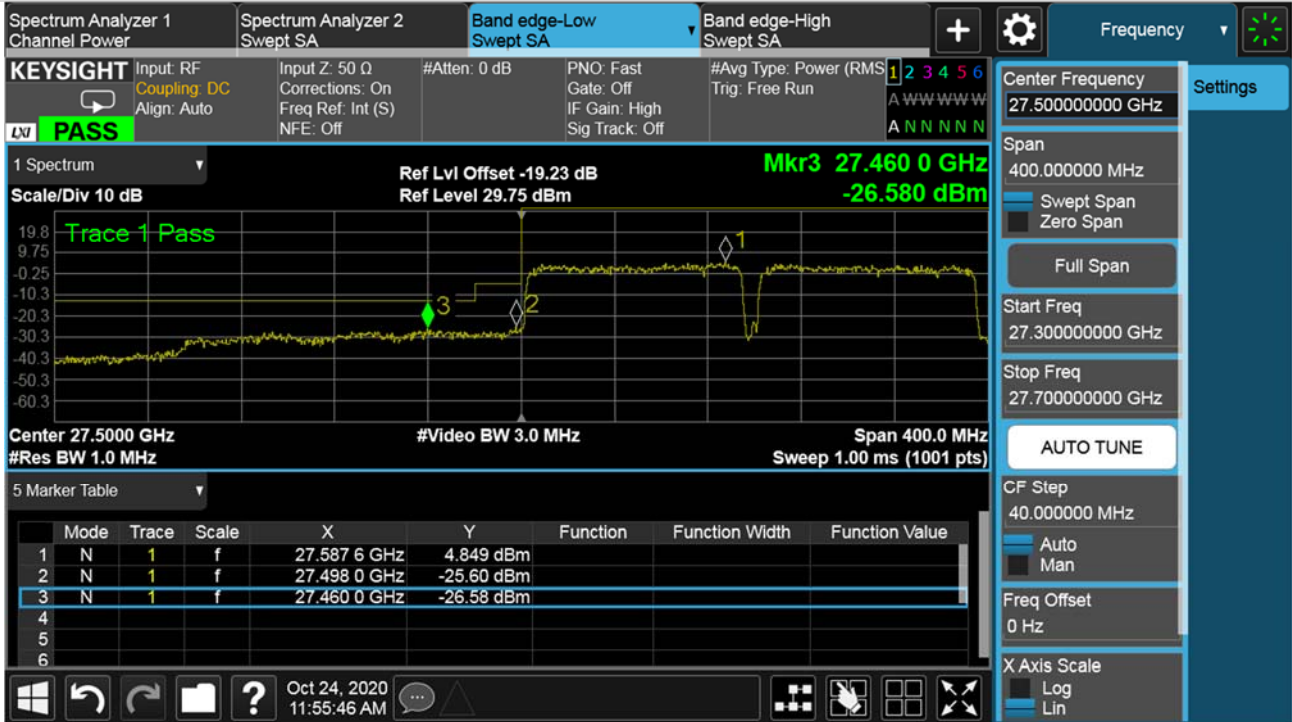 Spectrum Analyzer 1
Channel Power
Spectrum Analyzer 2
Swept SA
Band edge-Low
Swept SA
Band edge-High
Swept SA
+
Frequency
KEYSIGHT
Input: RF
Coupling: DC
Align: Auto
LXI
PASS
Input Z: 50 Ω
Corrections: On
Freq Ref: Int (S)
NFE: Off
#Atten: 0 dB
PNO: Fast
Gate: Off
IF Gain: High
Sig Track: Off
#Avg Type: Power (RMS
Trig: Free Run
1 2 3 4 5 6
A W W W W W
A N N N N N
1 Spectrum
Scale/Div 10 dB
Ref Lvl Offset -19.23 dB
Ref Level 29.75 dBm
Mkr3 27.460 0 GHz
-26.580 dBm
Trace 1 Pass
19.8
9.75
-0.25
-10.3
-20.3
-30.3
-40.3
-50.3
-60.3
1
2
3
Center 27.5000 GHz
#Res BW 1.0 MHz
#Video BW 3.0 MHz
Span 400.0 MHz
Sweep 1.00 ms (1001 pts)
5 Marker Table
Mode Trace Scale X Y Function Function Width Function Value
1 N 1 f 27.587 6 GHz 4.849 dBm
2 N 1 f 27.498 0 GHz -25.60 dBm
3 N 1 f 27.460 0 GHz -26.58 dBm
4
5
6
?
Oct 24, 2020
11:55:46 AM
Settings
Center Frequency
27.500000000 GHz
Span
400.000000 MHz
Swept Span
Zero Span
Full Span
Start Freq
27.300000000 GHz
Stop Freq
27.700000000 GHz
AUTO TUNE
CF Step
40.000000 MHz
Auto
Man
Freq Offset
0 Hz
X Axis Scale
Log
Lin